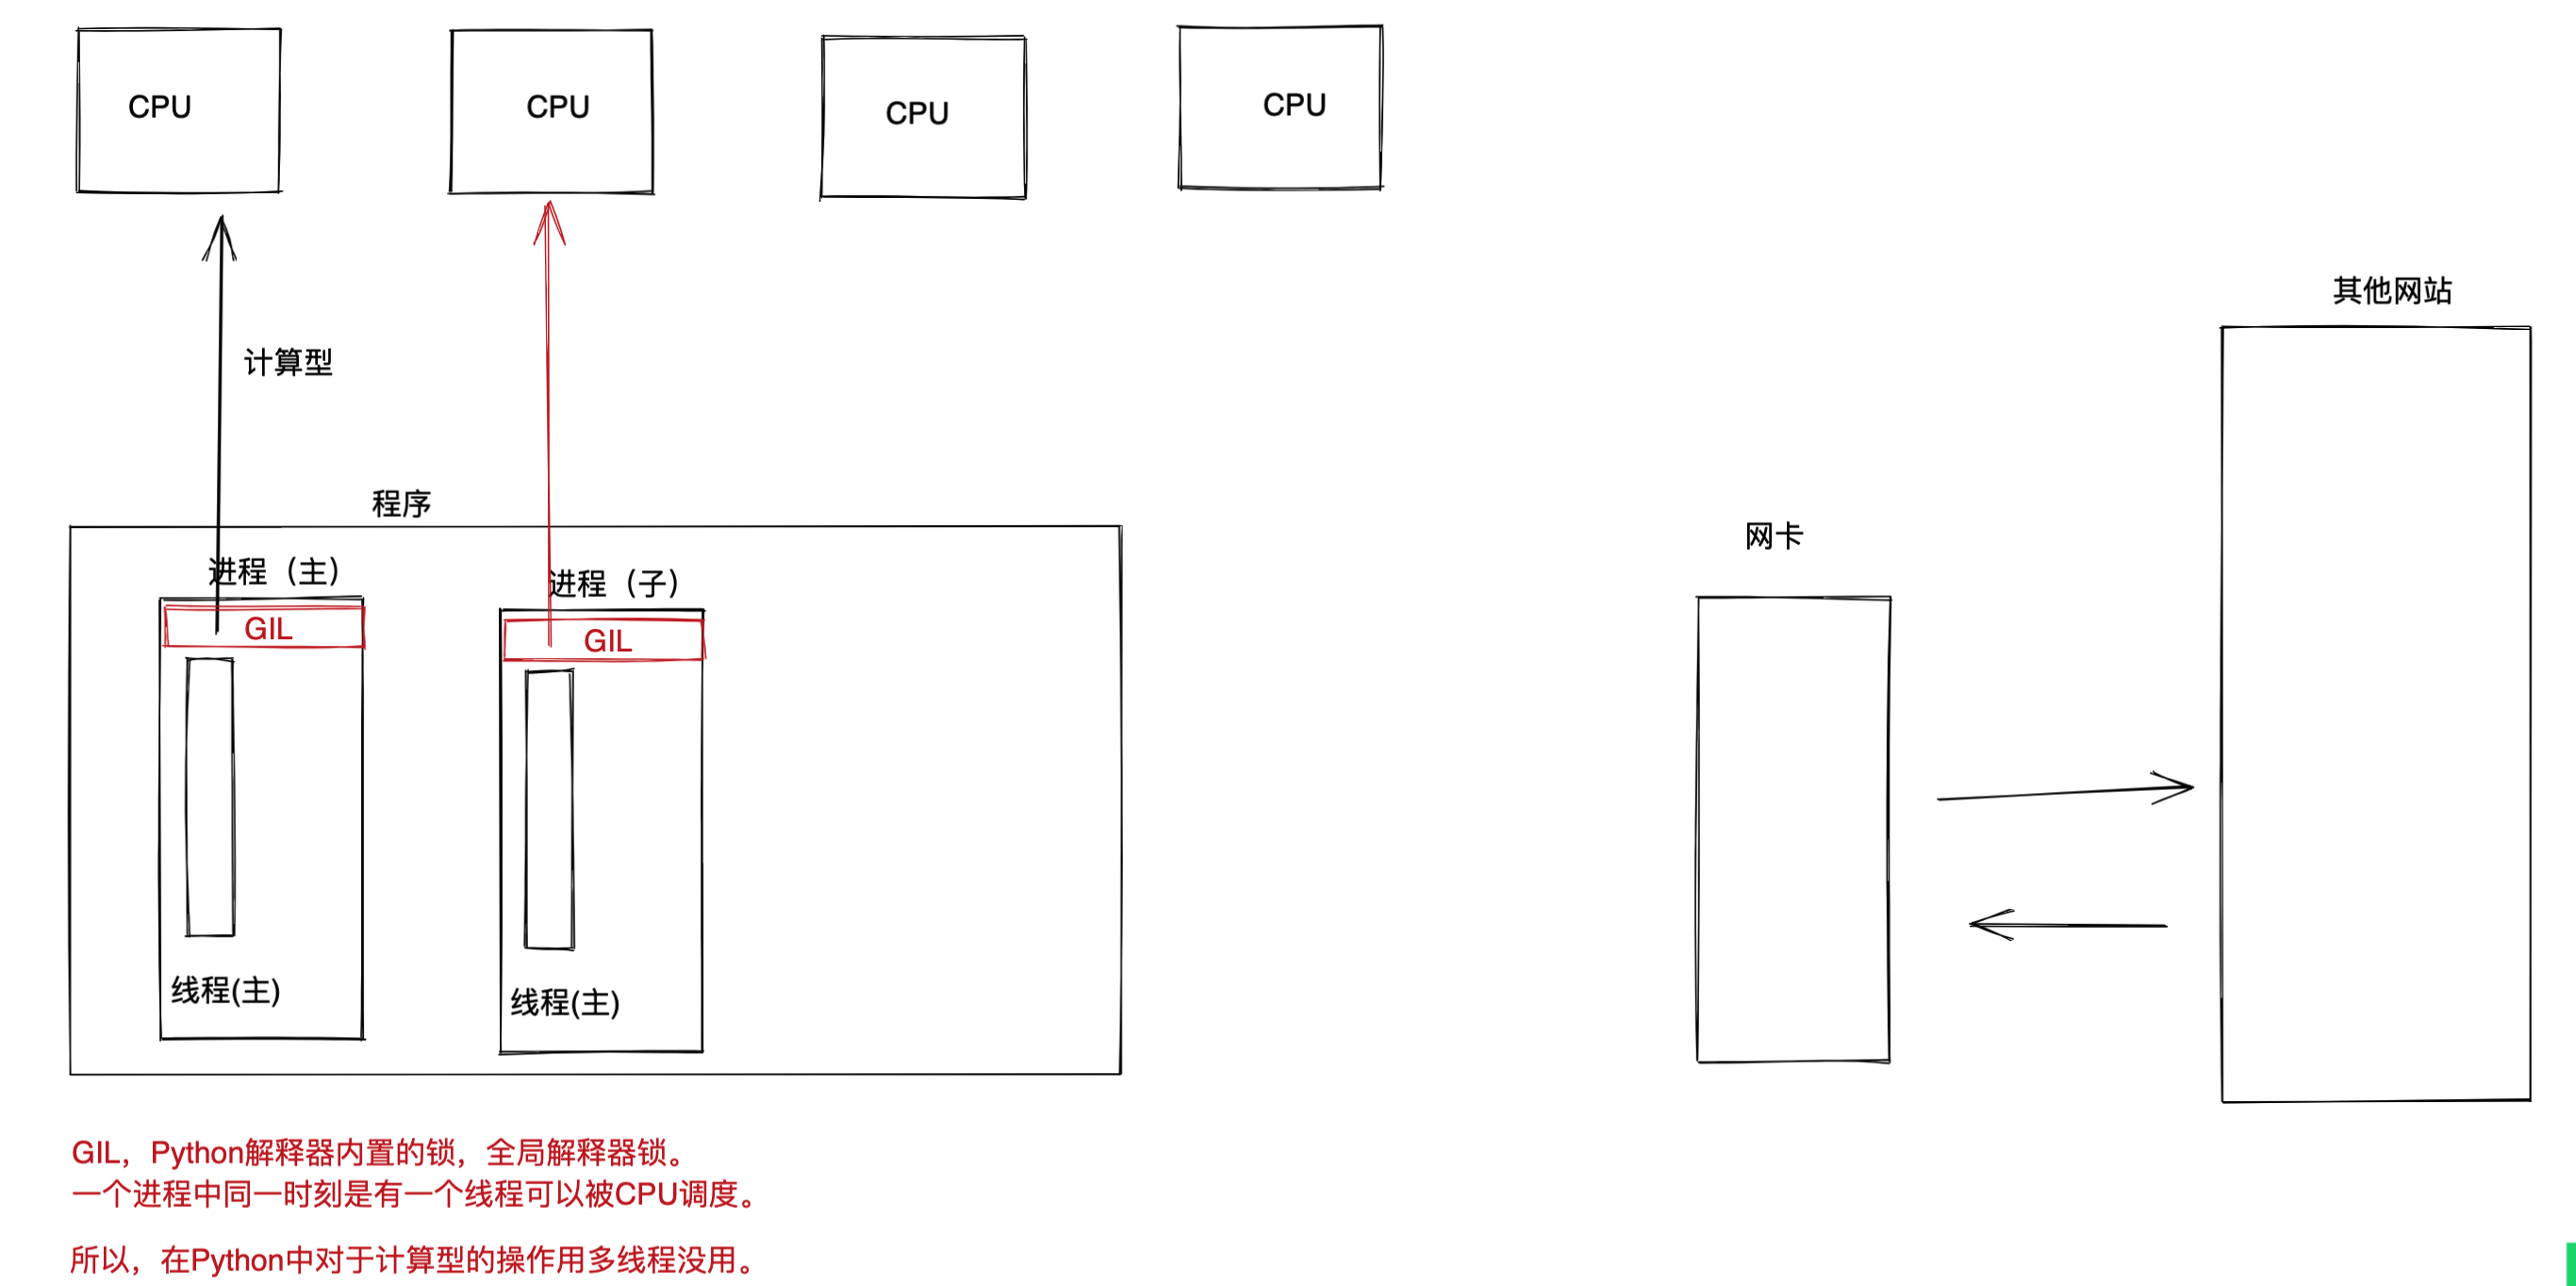 CPU
CPU
CPU
CPU
其他网站
计算型
程序
网卡
进程（主）
进程（子）
GIL
GIL
线程(主)
线程(主)
GIL，Python解释器内置的锁，全局解释器锁。
一个进程中同一时刻是有一个线程可以被CPU调度。
所以，在Python中对于计算型的操作用多线程没用。